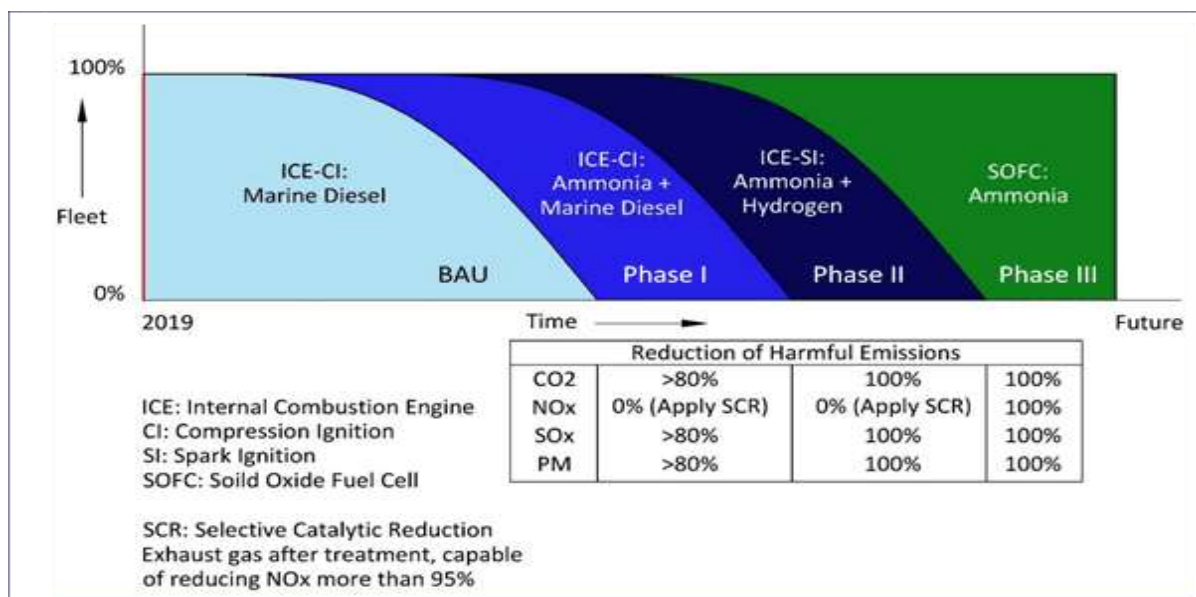 100%
Fleet
0%
ICE-CI:
Marine Diesel
BAU
ICE-CI:
Ammonia +
Marine Diesel
Phase I
ICE-SI:
Ammonia +
Hydrogen
Phase II
SOFC:
Ammonia
Phase III
2019
Time
Future
Reduction of Harmful Emissions
CO2 >80% 100% 100%
NOx 0% (Apply SCR) 0% (Apply SCR) 100%
SOx >80% 100% 100%
PM >80% 100% 100%
ICE: Internal Combustion Engine
CI: Compression Ignition
SI: Spark Ignition
SOFC: Soild Oxide Fuel Cell
SCR: Selective Catalytic Reduction
Exhaust gas after treatment, capable
of reducing NOx more than 95%